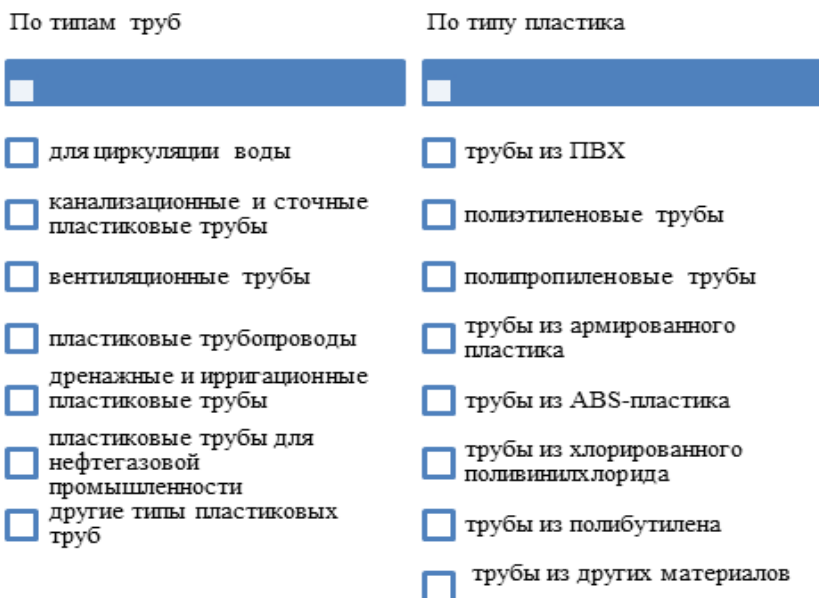 По типам труб
для циркуляции воды
канализационные и сточные
пластиковые трубы
вентиляционные трубы
пластиковые трубопроводы
дренажные и ирригационные
пластиковые трубы
пластиковые трубы для
нефтегазовой
промышленности
другие типы пластиковых
труб
По типу пластика
трубы из ПВХ
полиэтиленовые трубы
полипропиленовые трубы
трубы из армированного
пластика
трубы из ABS-пластика
трубы из хлорированного
поливинилхлорида
трубы из полибутилена
трубы из других материалов